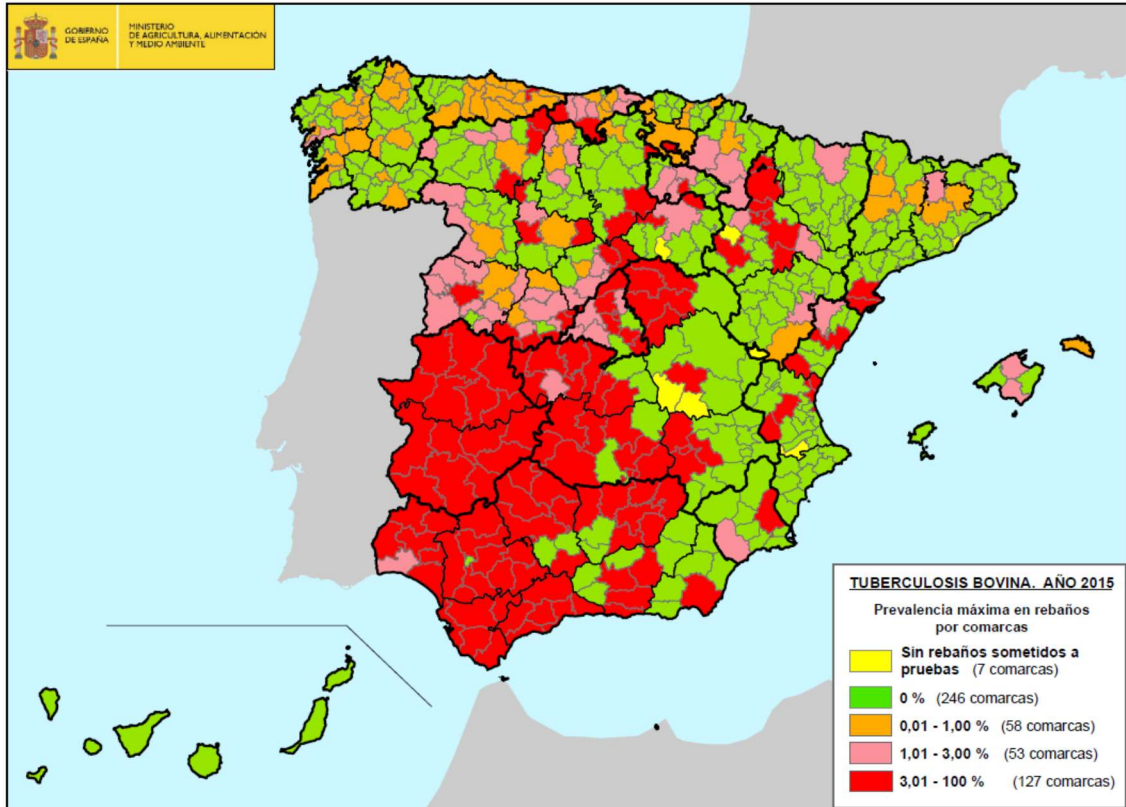 GOBIERNO
DE ESPAÑA
MINISTERIO
DE AGRICULTURA, ALIMENTACIÓN
Y MEDIO AMBIENTE
TUBERCULOSIS BOVINA. AÑO 2015
Prevalencia máxima en rebaños
por comarcas
Sin rebaños sometidos a
pruebas (7 comarcas)
0 % (246 comarcas)
0,01 - 1,00 % (58 comarcas)
1,01 - 3,00 % (53 comarcas)
3,01 - 100 % (127 comarcas)